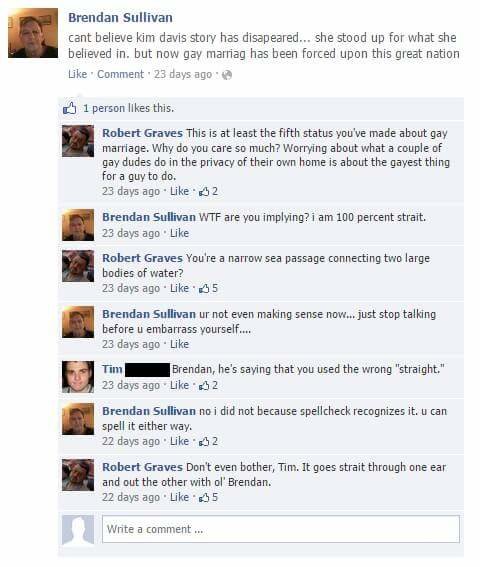 Brendan Sullivan
cant believe kim davis story has disapeared... she stood up for what she
believed in. but now gay marriag has been forced upon this great nation
Like · Comment · 23 days ago ·
1 person likes this.
Robert Graves This is at least the fifth status you've made about gay
marriage. Why do you care so much? Worrying about what a couple of
gay dudes do in the privacy of their own home is about the gayest thing
for a guy to do.
23 days ago · Like · 2
Brendan Sullivan WTF are you implying? i am 100 percent strait.
23 days ago · Like
Robert Graves You're a narrow sea passage connecting two large
bodies of water?
23 days ago · Like · 5
Brendan Sullivan ur not even making sense now... just stop talking
before u embarrass yourself....
23 days ago · Like
Tim Brendan, he's saying that you used the wrong "straight."
23 days ago · Like · 2
Brendan Sullivan no i did not because spellcheck recognizes it. u can
spell it either way.
22 days ago · Like · 2
Robert Graves Don't even bother, Tim. It goes strait through one ear
and out the other with ol' Brendan.
22 days ago · Like · 5
Write a comment ...